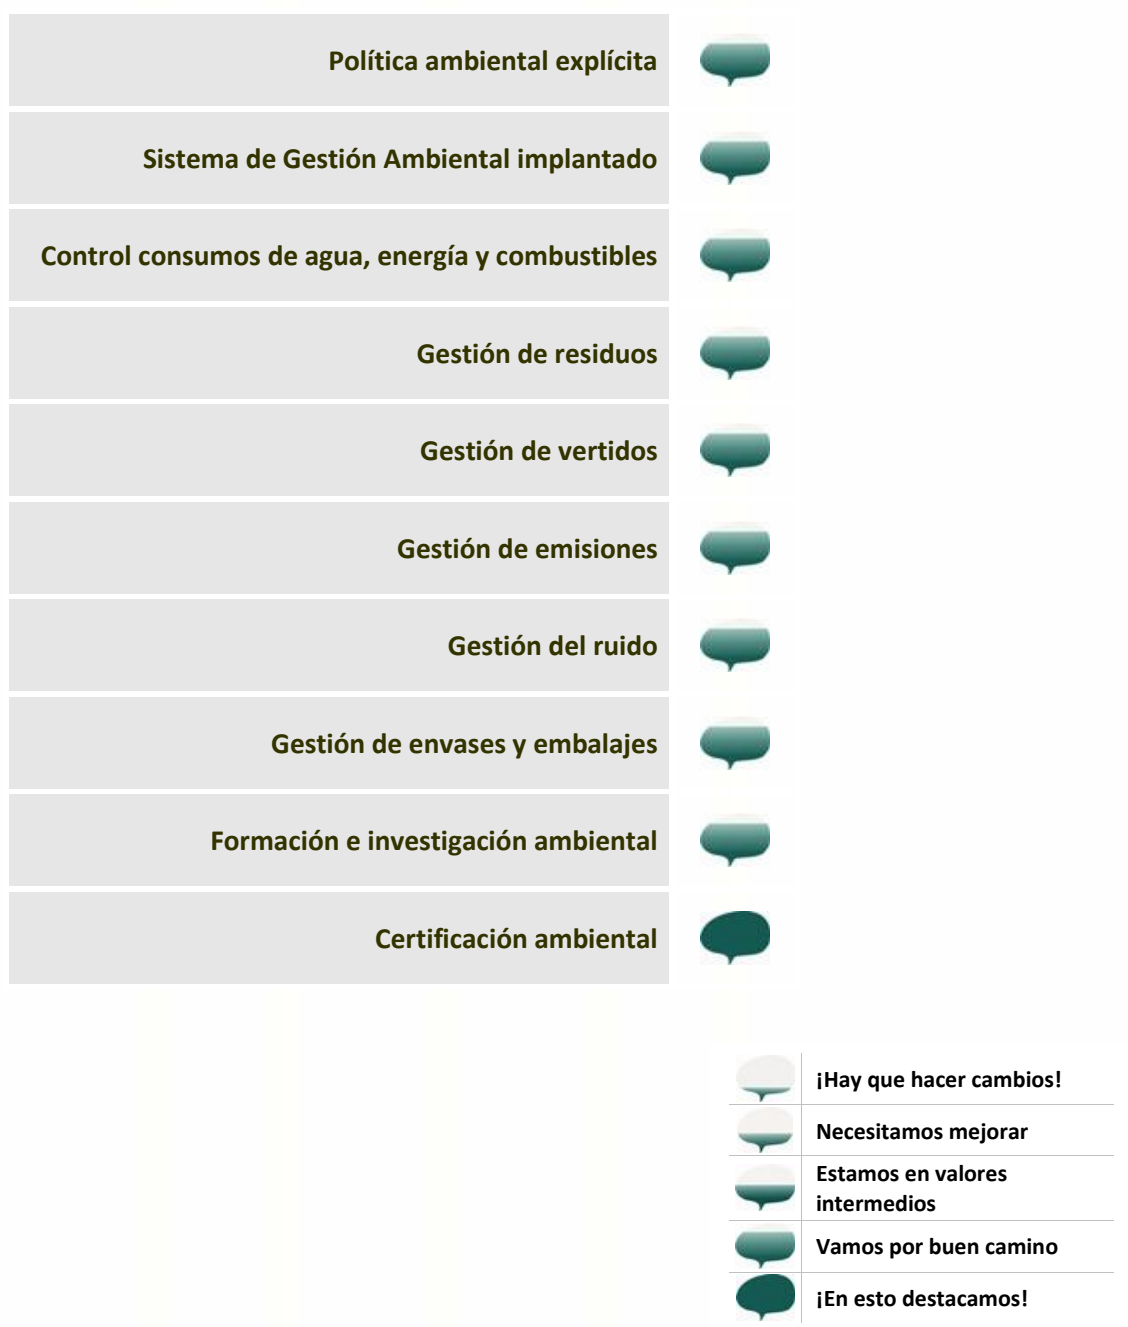 Política ambiental explícita
Sistema de Gestión Ambiental implantado
Control consumos de agua, energía y combustibles
Gestión de residuos
Gestión de vertidos
Gestión de emisiones
Gestión del ruido
Gestión de envases y embalajes
Formación e investigación ambiental
Certificación ambiental
¡Hay que hacer cambios!
Necesitamos mejorar
Estamos en valores
intermedios
Vamos por buen camino
¡En esto destacamos!